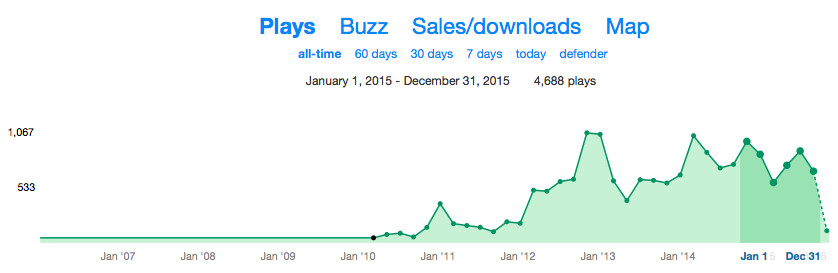 Plays Buzz Sales/downloads Map
all-time 60 days 30 days 7 days today defender
January 1, 2015 - December 31, 2015 4,688 plays
1,067
533
Jan '07 Jan '08 Jan '09 Jan '10 Jan '11 Jan '12 Jan '13 Jan '14 Jan 15 Dec 316